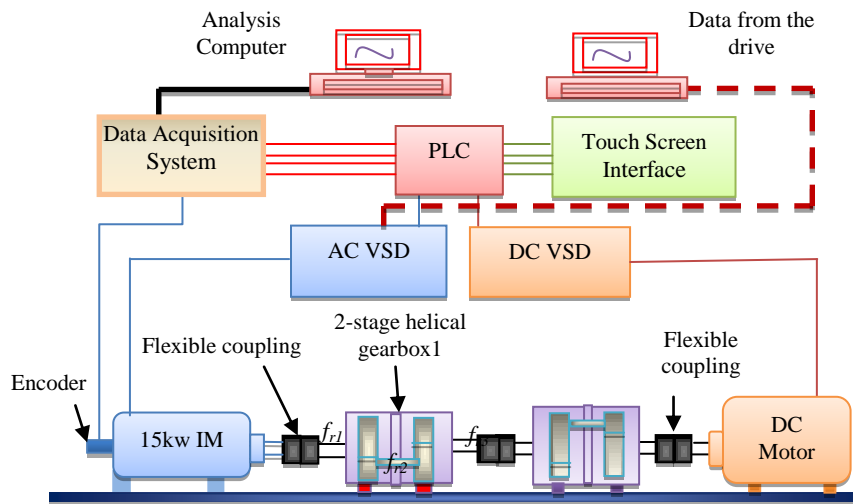 Analysis
Computer
Data from the
drive
Data Acquisition
System
PLC
Touch Screen
Interface
AC VSD
DC VSD
2-stage helical
gearbox1
Flexible coupling
Flexible
coupling
Encoder
15kw IM
fr1
fr2
DC
Motor